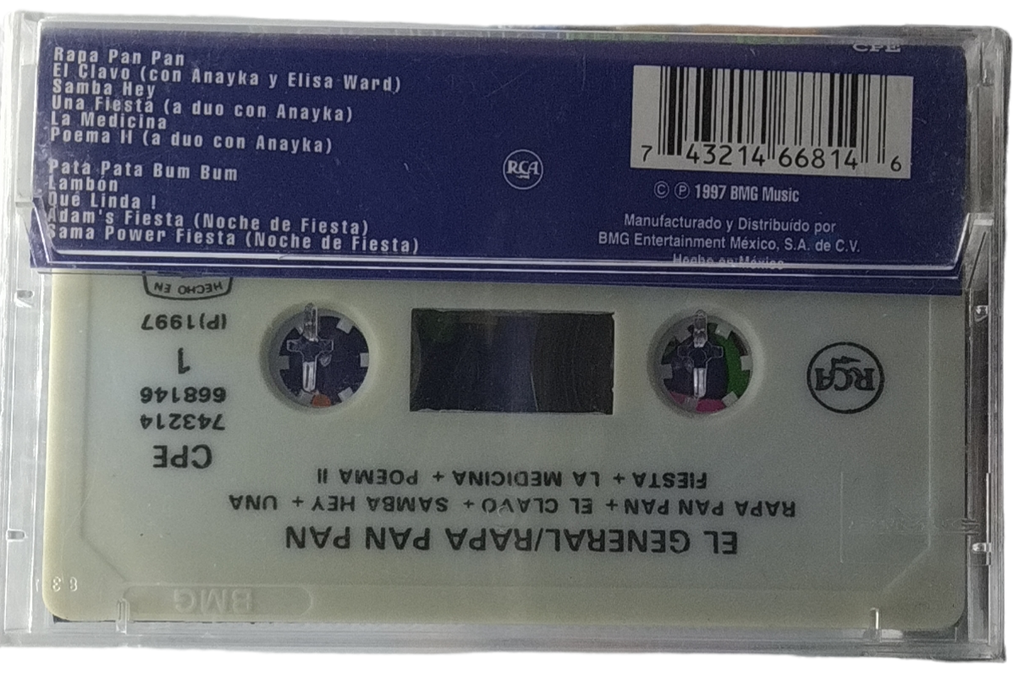 CPE
Rapa Pan Pan
El Clavo (con Anayka y Elisa Ward)
Samba Hey
Una Fiesta (a duo con Anayka)
La Medicina
Poema II (a duo con Anayka)
Pata Pata Bum Bum
Lambón
Qué Linda !
Adam's Fiesta (Noche de Fiesta)
Sama Power Fiesta (Noche de Fiesta)
RCA
7 43214 66814 6
© ℗ 1997 BMG Music
Manufacturado y Distribuído por
BMG Entertainment México, S.A. de C.V.
Hecho en México
EL GENERAL/RAPA PAN PAN
RAPA PAN PAN + EL CLAVO + SAMBA HEY + UNA
FIESTA + LA MEDICINA + POEMA II
CPE
743214
668146
1
(P)1997
HECHO EN
RCA
BMG